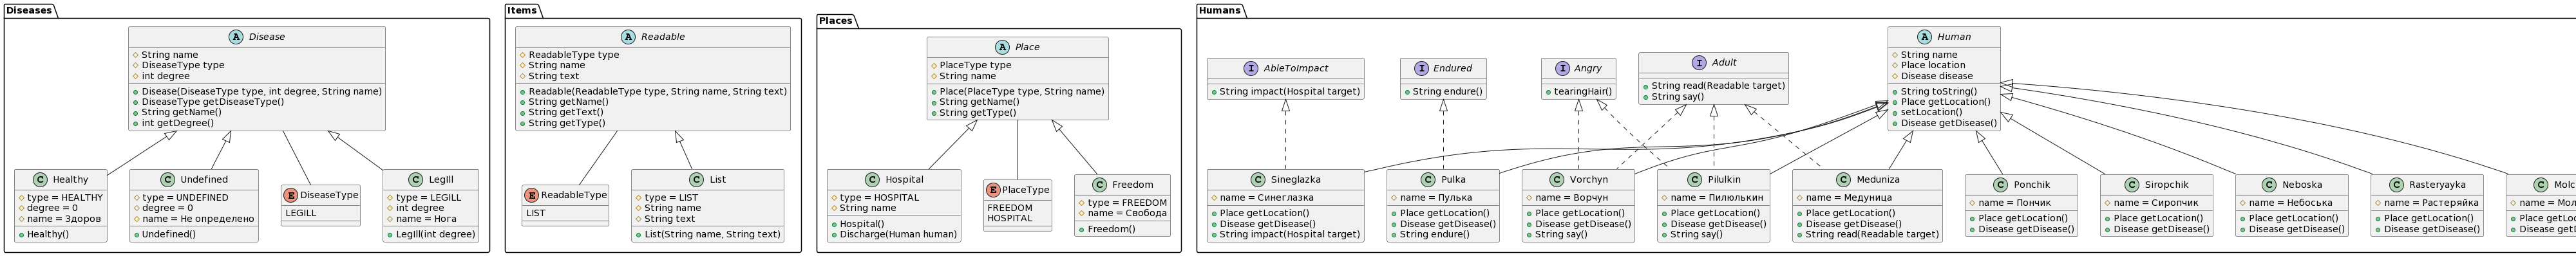 Diseases
A Disease
String name
DiseaseType type
int degree
Disease(DiseaseType type, int degree, String name)
DiseaseType getDiseaseType()
String getName()
int getDegree()
C Healthy
type = HEALTHY
degree = 0
name = Здоров
Healthy()
C Undefined
type = UNDEFINED
degree = 0
name = Не определено
Undefined()
E DiseaseType
LEGILL
C LegIll
type = LEGILL
int degree
name = Нога
LegIll(int degree)
Items
A Readable
ReadableType type
String name
String text
Readable(ReadableType type, String name, String text)
String getName()
String getText()
String getType()
E ReadableType
LIST
C List
type = LIST
String name
String text
List(String name, String text)
Places
A Place
PlaceType type
String name
Place(PlaceType type, String name)
String getName()
String getType()
C Hospital
type = HOSPITAL
String name
Hospital()
Discharge(Human human)
E PlaceType
FREEDOM
HOSPITAL
C Freedom
type = FREEDOM
name = Свобода
Freedom()
Humans
I AbleToImpact
String impact(Hospital target)
I Endured
String endure()
I Angry
tearingHair()
I Adult
String read(Readable target)
String say()
A Human
String name
Place location
Disease disease
String toString()
Place getLocation()
setLocation()
Disease getDisease()
C Sineglazka
name = Синеглазка
Place getLocation()
Disease getDisease()
String impact(Hospital target)
C Pulka
name = Пулька
Place getLocation()
Disease getDisease()
String endure()
C Vorchyn
name = Ворчун
Place getLocation()
Disease getDisease()
String say()
C Pilulkin
name = Пилюлькин
Place getLocation()
Disease getDisease()
String say()
C Meduniza
name = Медуница
Place getLocation()
Disease getDisease()
String read(Readable target)
C Ponchik
name = Пончик
Place getLocation()
Disease getDisease()
C Siropchik
name = Сиропчик
Place getLocation()
Disease getDisease()
C Neboska
name = Небоська
Place getLocation()
Disease getDisease()
C Rasteryayka
name = Растеряйка
Place getLocation()
Disease getDisease()
C Molc
name = Мол
Place getLoc
Disease getD